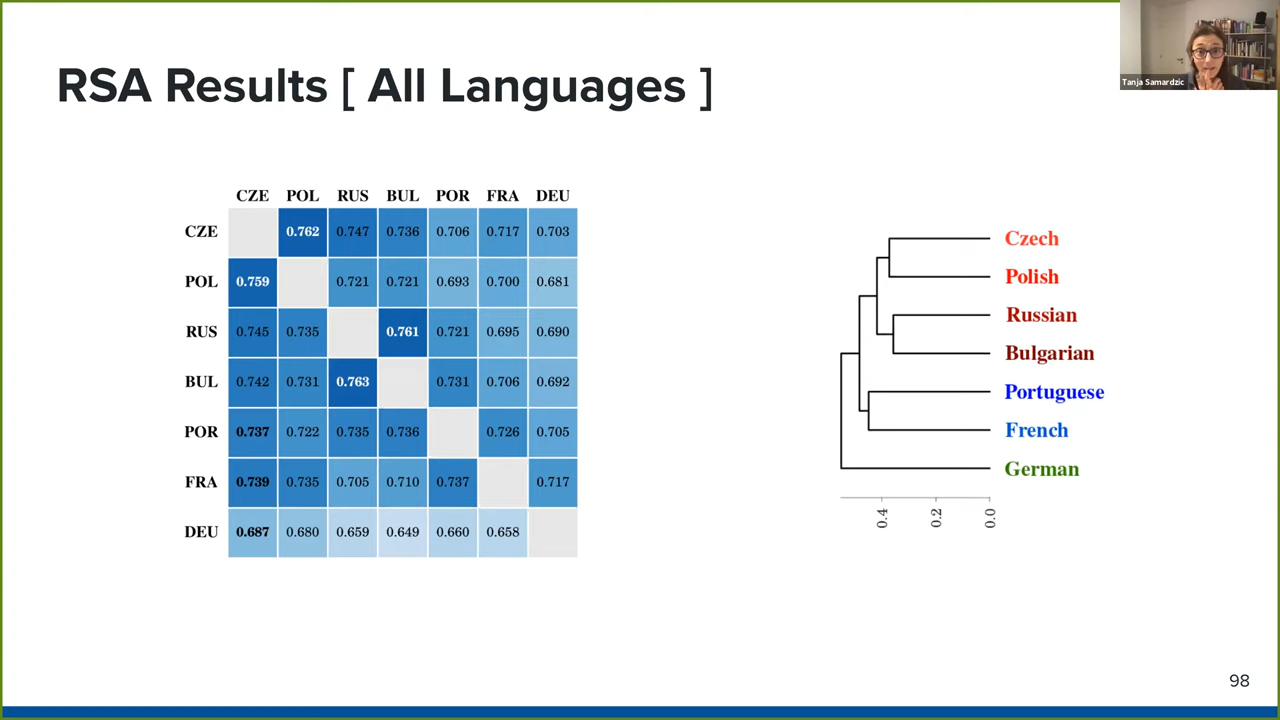 RSA Results [ All Languages ]
Tanja Samardzic
CZE POL RUS BUL POR FRA DEU
CZE 0.762 0.747 0.736 0.706 0.717 0.703
POL 0.759 0.721 0.721 0.693 0.700 0.681
RUS 0.745 0.735 0.761 0.721 0.695 0.690
BUL 0.742 0.731 0.763 0.731 0.706 0.692
POR 0.737 0.722 0.735 0.736 0.726 0.705
FRA 0.739 0.735 0.705 0.710 0.737 0.717
DEU 0.687 0.680 0.659 0.649 0.660 0.658
Czech
Polish
Russian
Bulgarian
Portuguese
French
German
0.4 0.2 0.0
98